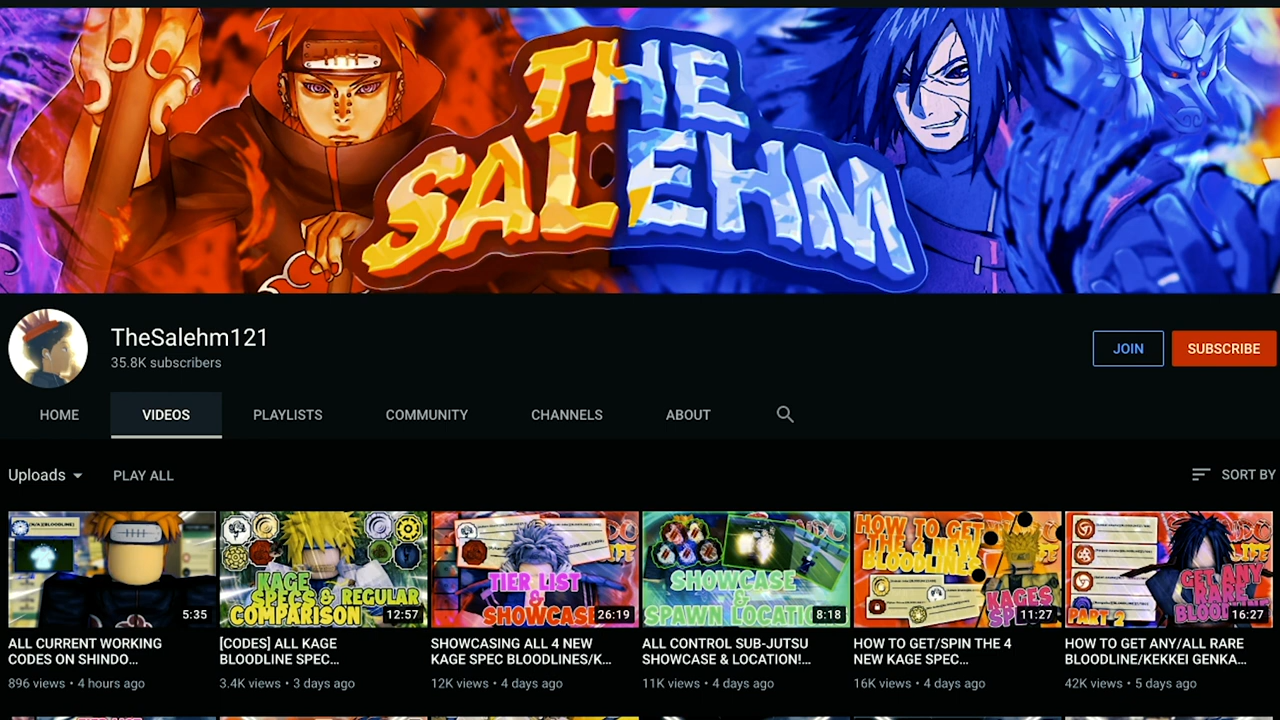 THE
SALEHM
TheSalehm121
35.8K subscribers
JOIN
SUBSCRIBE
HOME
VIDEOS
PLAYLISTS
COMMUNITY
CHANNELS
ABOUT
Uploads
PLAY ALL
SORT BY
5:35
KAGE
SPECS & REGULAR
COMPARISON
12:57
TIER LIST
&
SHOWCASE
26:19
SHOWCASE
&
SPAWN LOCATIO
8:18
HOW TO GET
THE 4 NEW
BLOODLINES
KAGES
SP
11:27
GET ANY
RARE
BLOOD
PART-2
16:27
ALL CURRENT WORKING
CODES ON SHINDO...
896 views • 4 hours ago
[CODES] ALL KAGE
BLOODLINE SPEC...
3.4K views • 3 days ago
SHOWCASING ALL 4 NEW
KAGE SPEC BLOODLINES/K...
12K views • 4 days ago
ALL CONTROL SUB-JUTSU
SHOWCASE & LOCATION!...
11K views • 4 days ago
HOW TO GET/SPIN THE 4
NEW KAGE SPEC...
16K views • 4 days ago
HOW TO GET ANY/ALL RARE
BLOODLINE/KEKKEI GENKA...
42K views • 5 days ago